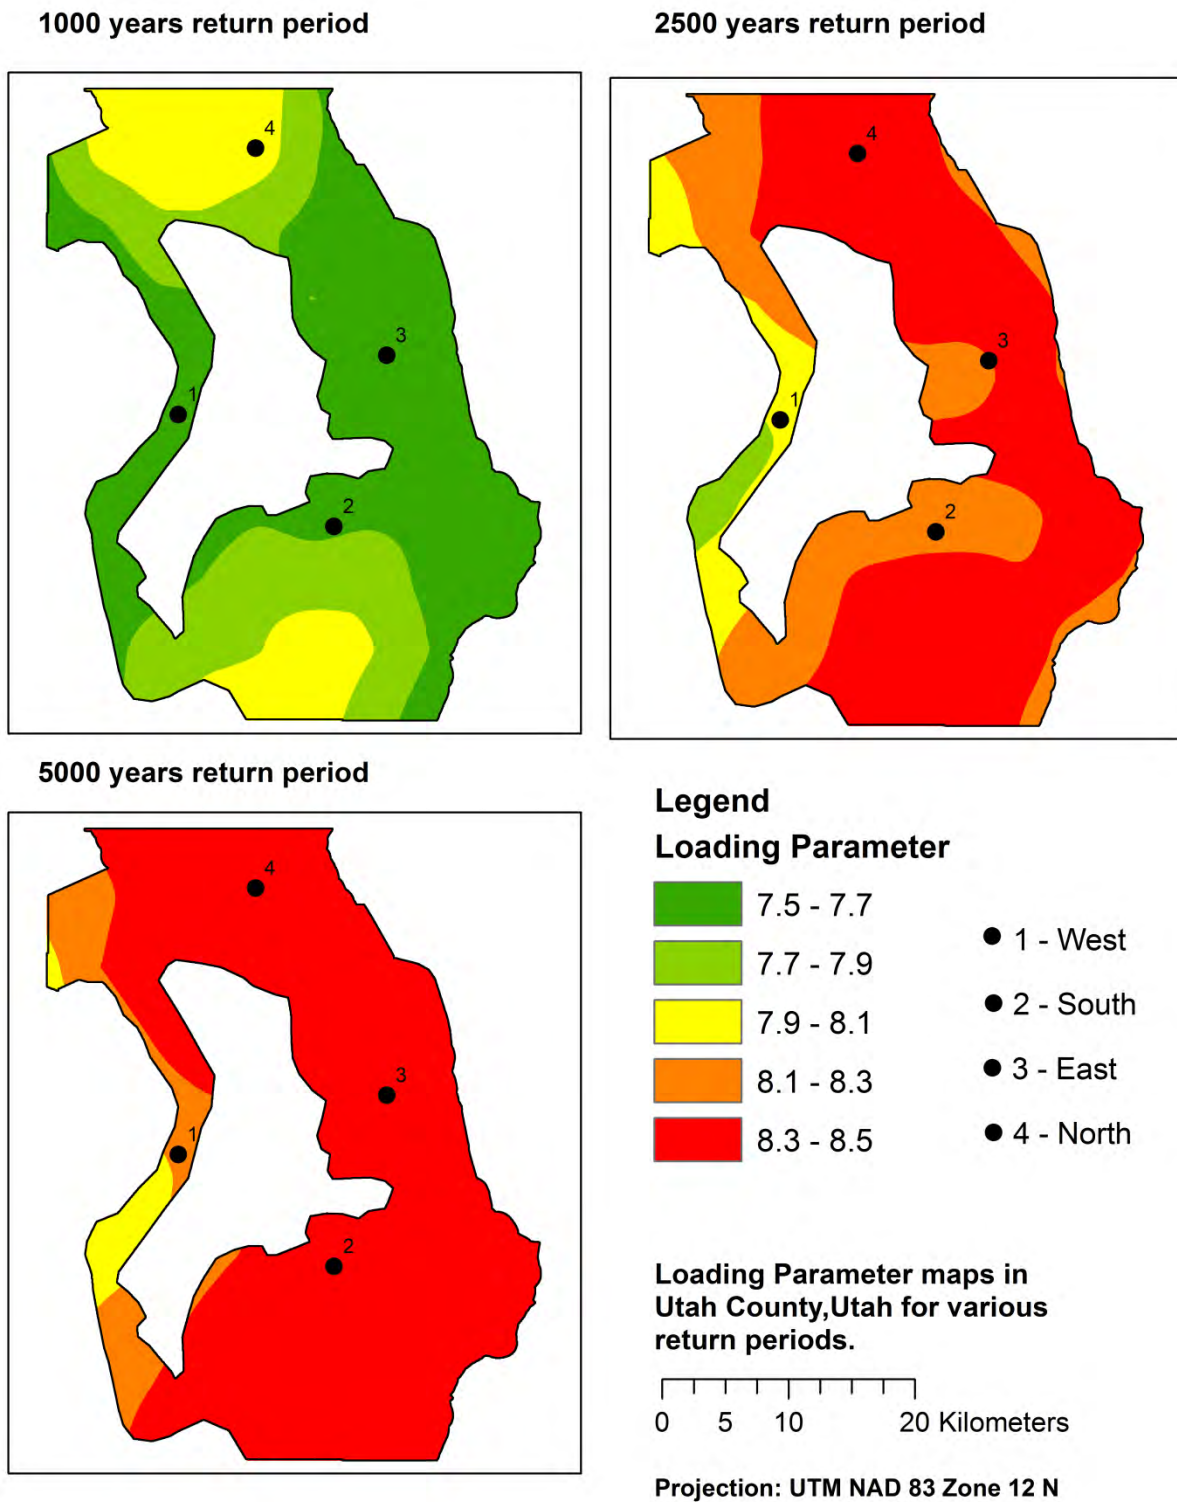 1000 years return period
2500 years return period
4
3
1
2
4
3
1
2
5000 years return period
4
3
1
2
Legend
Loading Parameter
7.5 - 7.7
7.7 - 7.9
7.9 - 8.1
8.1 - 8.3
8.3 - 8.5
1 - West
2 - South
3 - East
4 - North
Loading Parameter maps in
Utah County,Utah for various
return periods.
0 5 10 20 Kilometers
Projection: UTM NAD 83 Zone 12 N